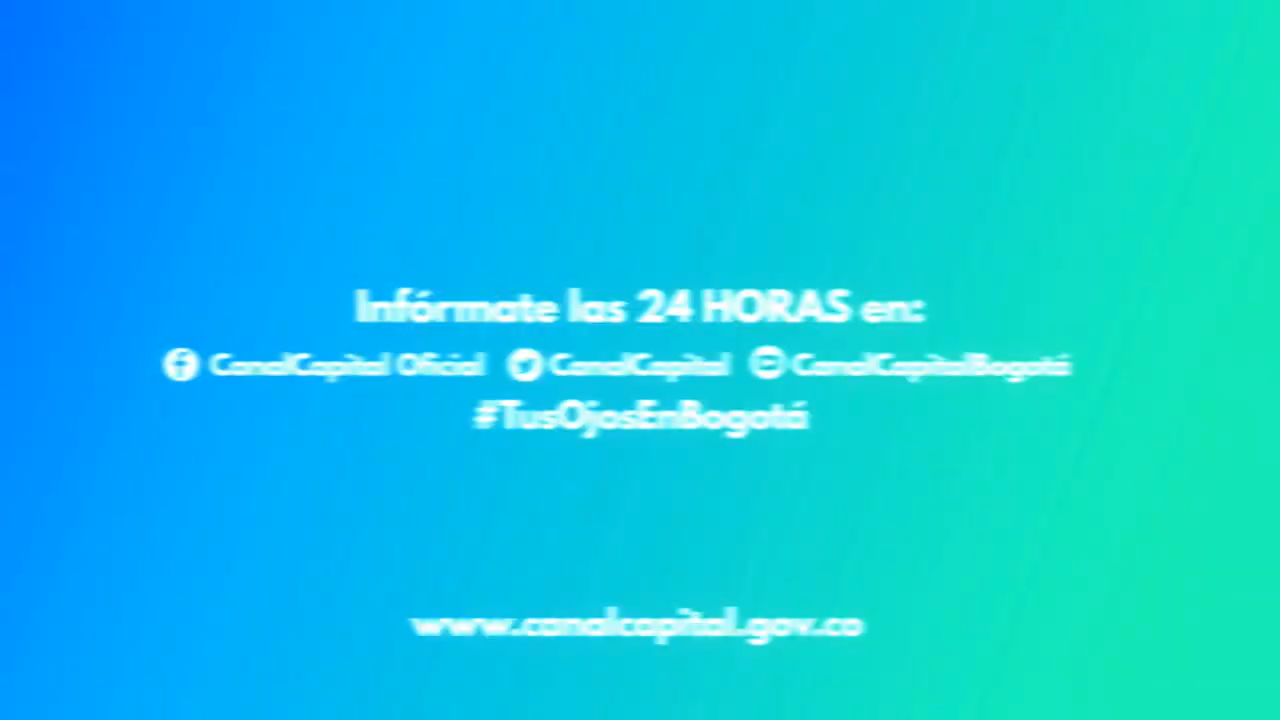 Infórmate las 24 HORAS en:
CanalCapital Oficial CanalCapital CanalCapitalBogotá
#TusOjosEnBogotá
www.canalcapital.gov.co